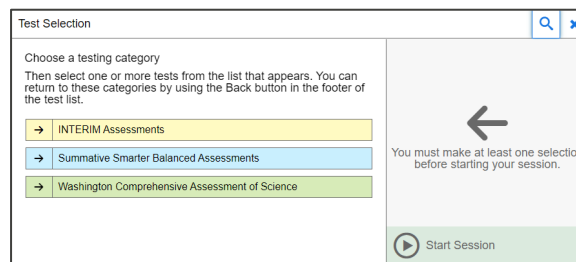 Test Selection
Choose a testing category
Then select one or more tests from the list that appears. You can
return to these categories by using the Back button in the footer of
the test list.
INTERIM Assessments
Summative Smarter Balanced Assessments
Washington Comprehensive Assessment of Science
You must make at least one selectio
before starting your session.
Start Session